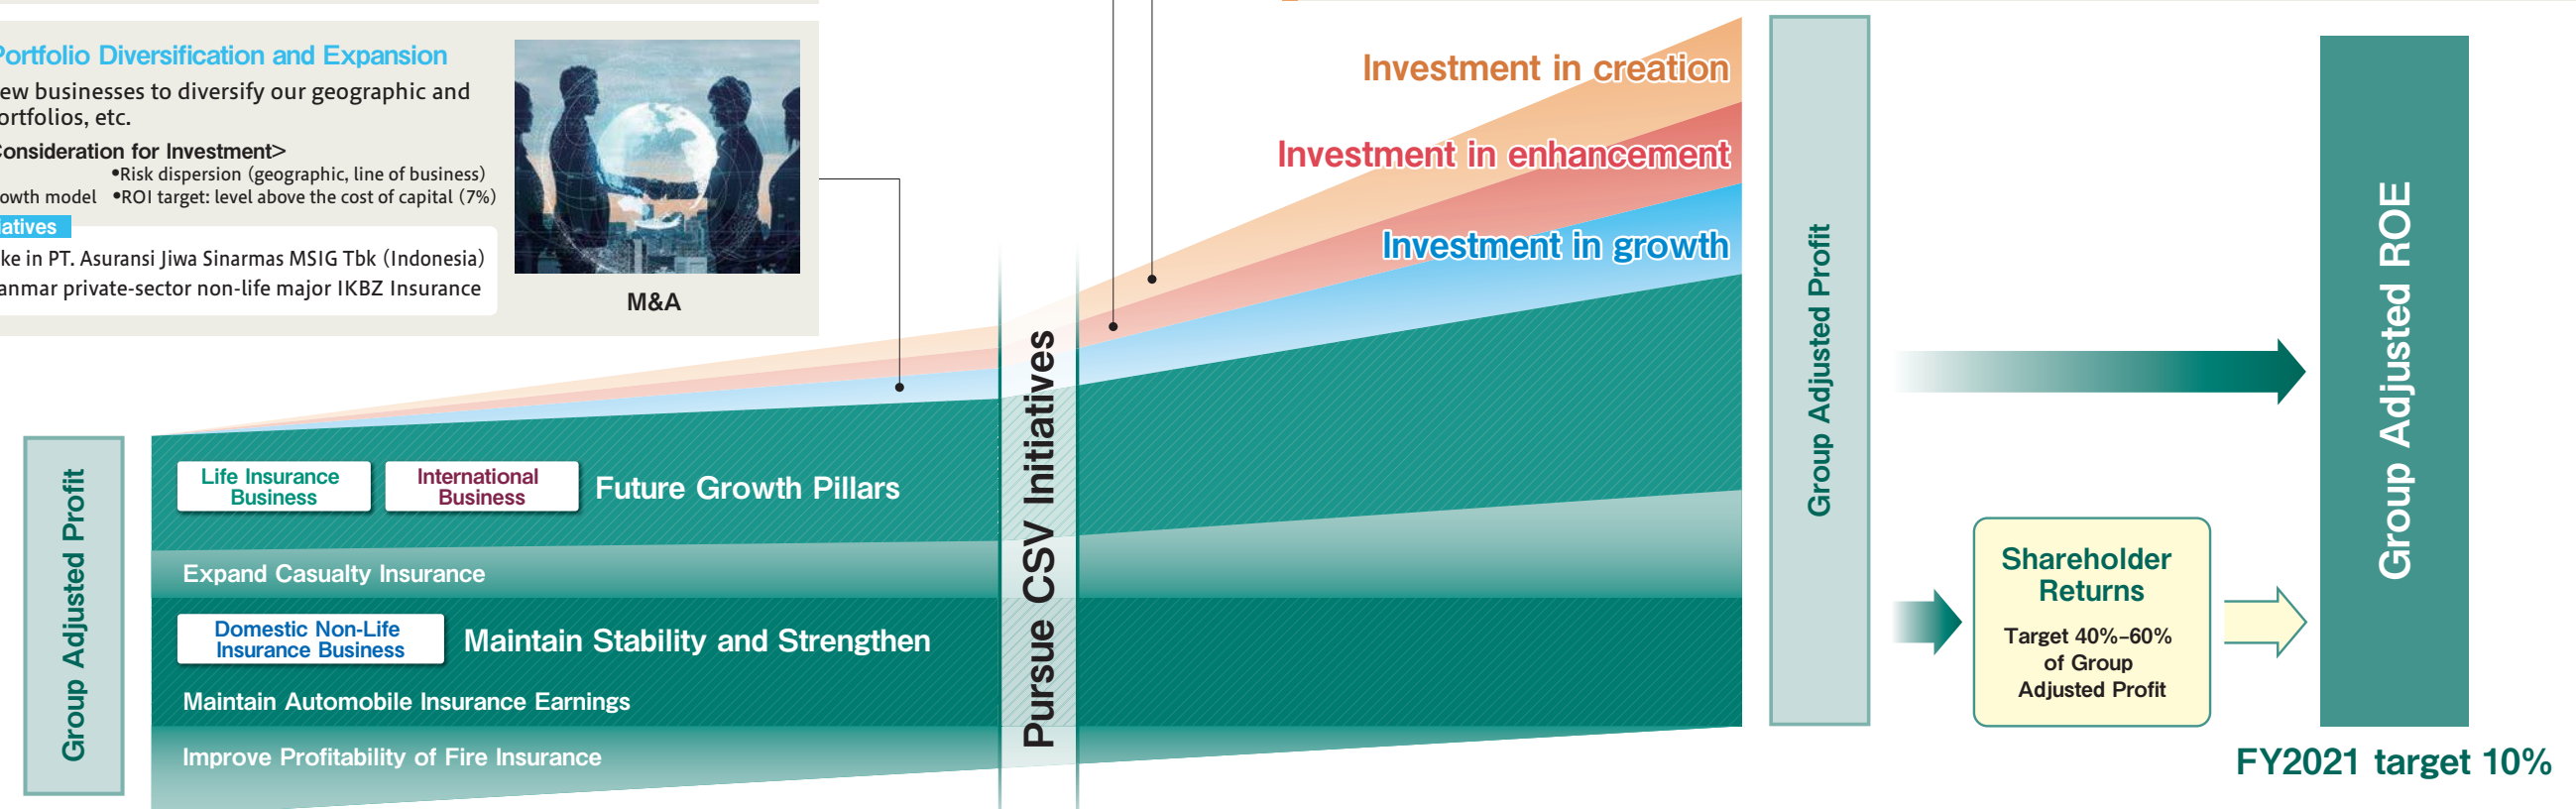 Portfolio Diversification and Expansion
ew businesses to diversify our geographic and
ortfolios, etc.
Consideration for Investment>
•Risk dispersion (geographic, line of business)
owth model •ROI target: level above the cost of capital (7%)
iatives
ke in PT. Asuransi Jiwa Sinarmas MSIG Tbk (Indonesia)
anmar private-sector non-life major IKBZ Insurance
M&A
Investment in creation
Investment in enhancement
Investment in growth
Group Adjusted Profit
Life Insurance
Business
International
Business
Future Growth Pillars
Expand Casualty Insurance
Domestic Non-Life
Insurance Business
Maintain Stability and Strengthen
Maintain Automobile Insurance Earnings
Improve Profitability of Fire Insurance
Pursue CSV Initiatives
Group Adjusted Profit
Shareholder
Returns
Target 40%–60%
of Group
Adjusted Profit
Group Adjusted ROE
FY2021 target 10%